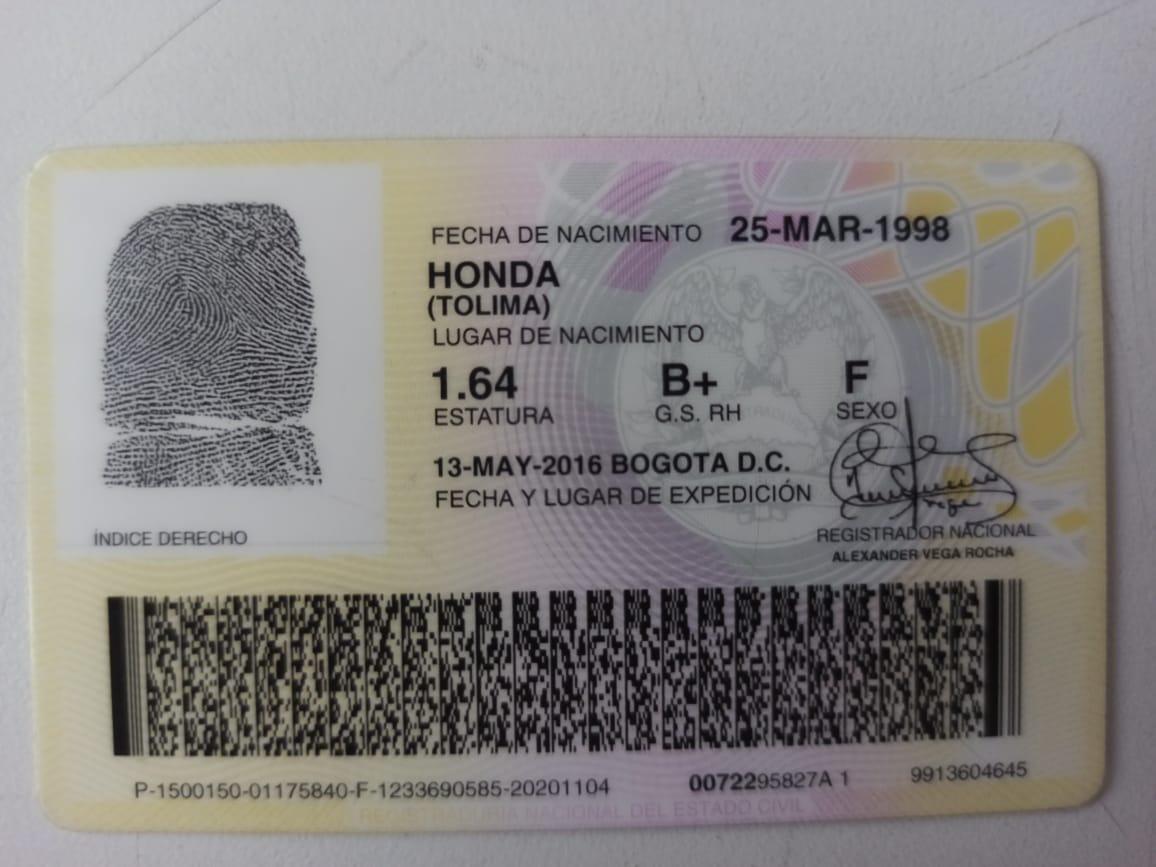 FECHA DE NACIMIENTO 25-MAR-1998
HONDA
(TOLIMA)
LUGAR DE NACIMIENTO
1.64 B+ F
ESTATURA G.S. RH SEXO
13-MAY-2016 BOGOTA D.C.
FECHA Y LUGAR DE EXPEDICIÓN
REGISTRADOR NACIONAL
ALEXANDER VEGA ROCHA
ÍNDICE DERECHO
P-1500150-01175840-F-1233690585-20201104 0072295827A 1 9913604645
REGISTRADURÍA NACIONAL DEL ESTADO CIVIL